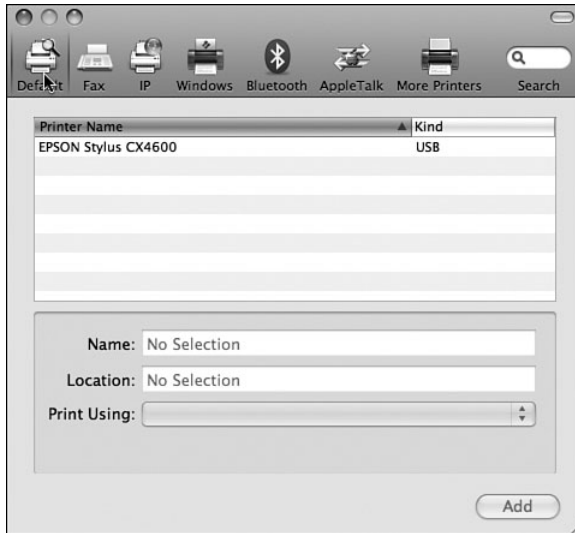 Default Fax IP Windows Bluetooth AppleTalk More Printers Search
Printer Name Kind
EPSON Stylus CX4600 USB
Name: No Selection
Location: No Selection
Print Using:
Add